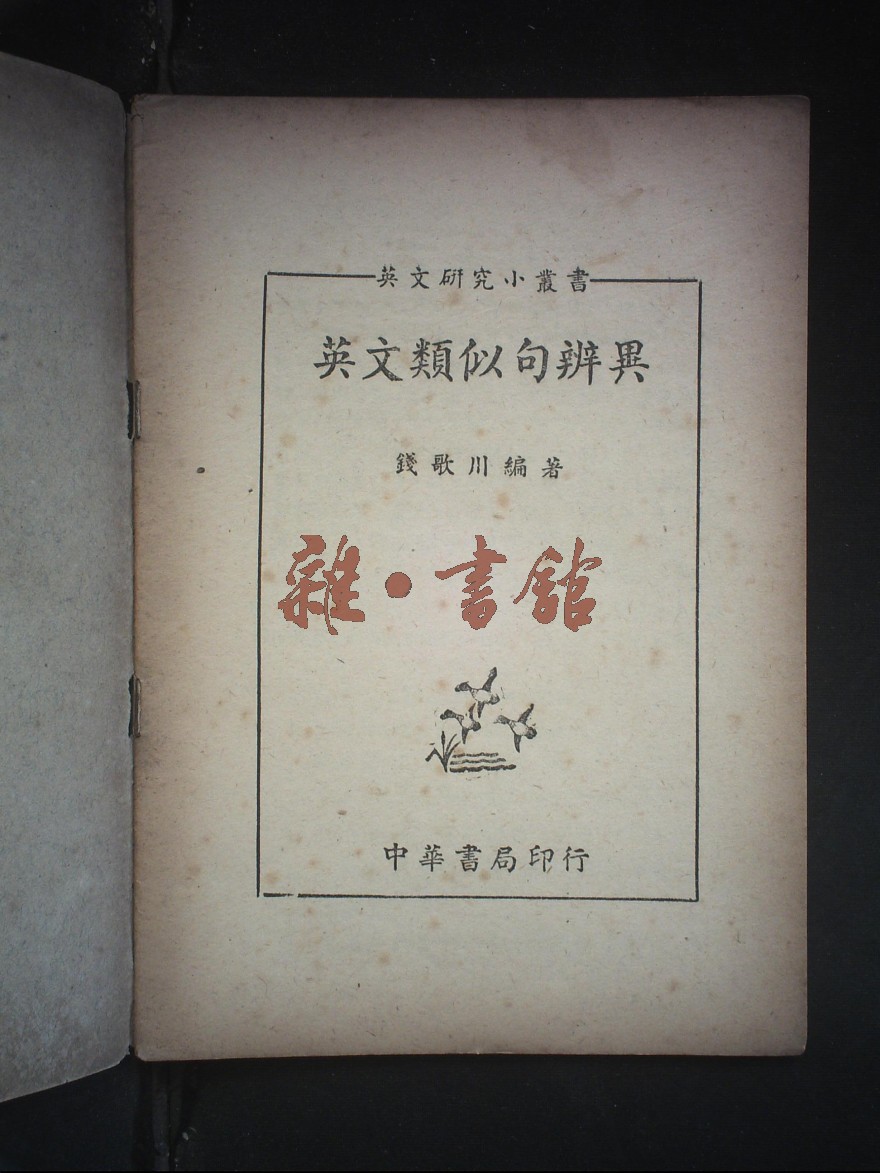 英文研究小叢書
英文類似句辨異
錢歌川編著
雜·書館
中華書局印行